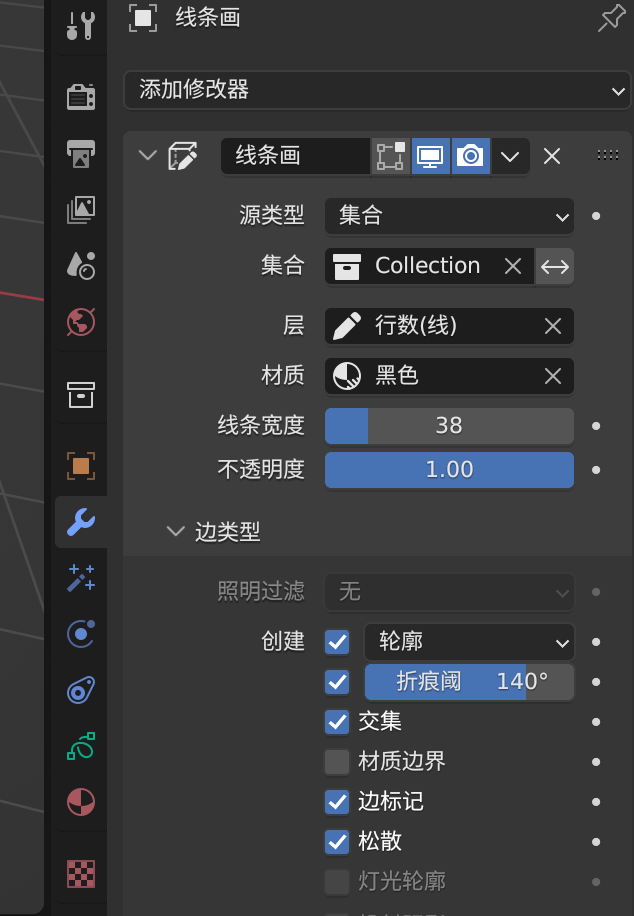 线条画
添加修改器
线条画
源类型 集合
集合 Collection
层 行数(线)
材质 黑色
线条宽度 38
不透明度 1.00
边类型
照明过滤 无
创建 轮廓
折痕阈 140°
交集
材质边界
边标记
松散
灯光轮廓